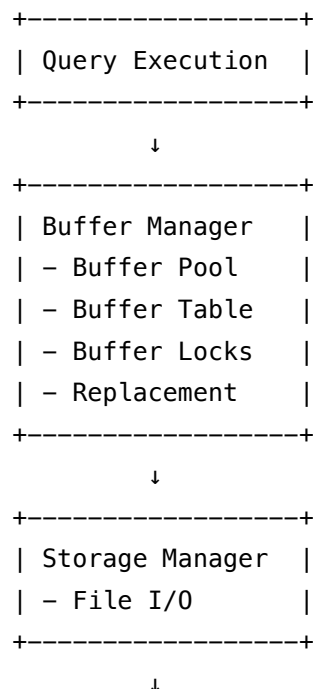 +------------------+
| Query Execution  |
+------------------+
         ↓
+------------------+
| Buffer Manager   |
| - Buffer Pool    |
| - Buffer Table   |
| - Buffer Locks   |
| - Replacement    |
+------------------+
         ↓
+------------------+
| Storage Manager  |
| - File I/O       |
+------------------+
         ↓